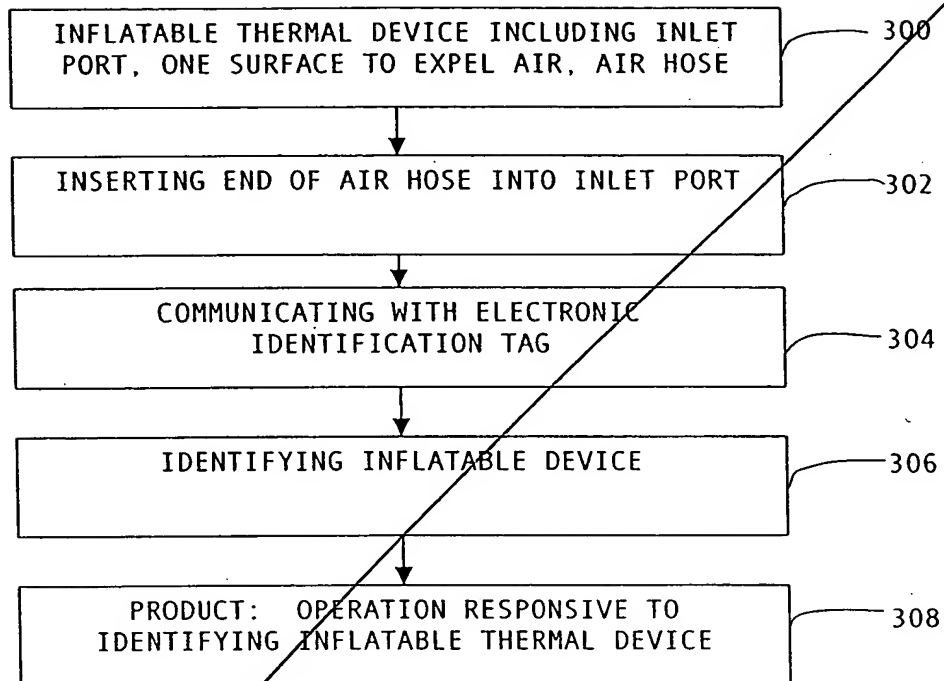 INFLATABLE THERMAL DEVICE INCLUDING INLET
PORT, ONE SURFACE TO EXPEL AIR, AIR HOSE
300
INSERTING END OF AIR HOSE INTO INLET PORT
302
COMMUNICATING WITH ELECTRONIC
IDENTIFICATION TAG
304
IDENTIFYING INFLATABLE DEVICE
306
PRODUCT: OPERATION RESPONSIVE TO
IDENTIFYING INFLATABLE THERMAL DEVICE
308